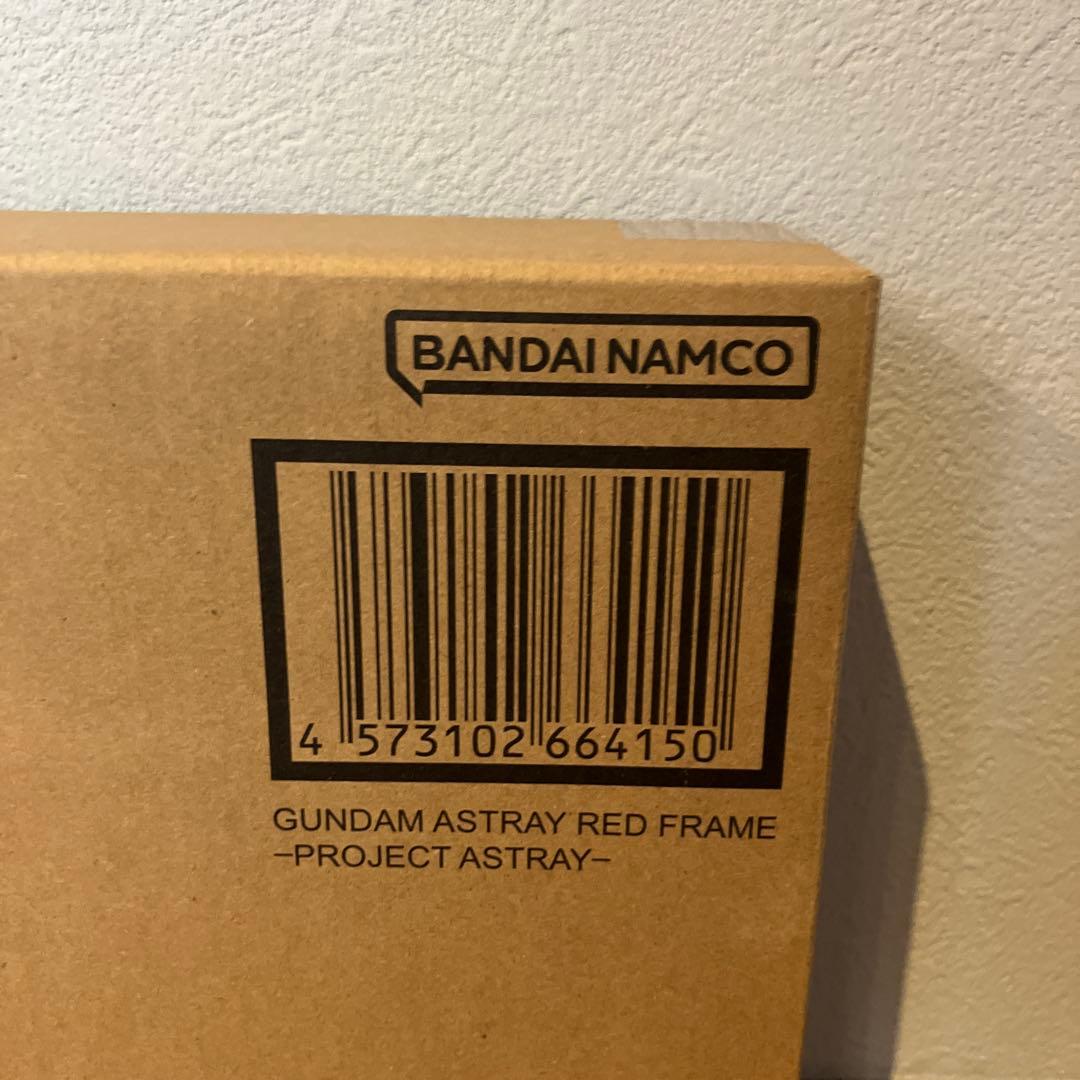 BANDAI NAMCO
4 573102 664150
GUNDAM ASTRAY RED FRAME
–PROJECT ASTRAY–